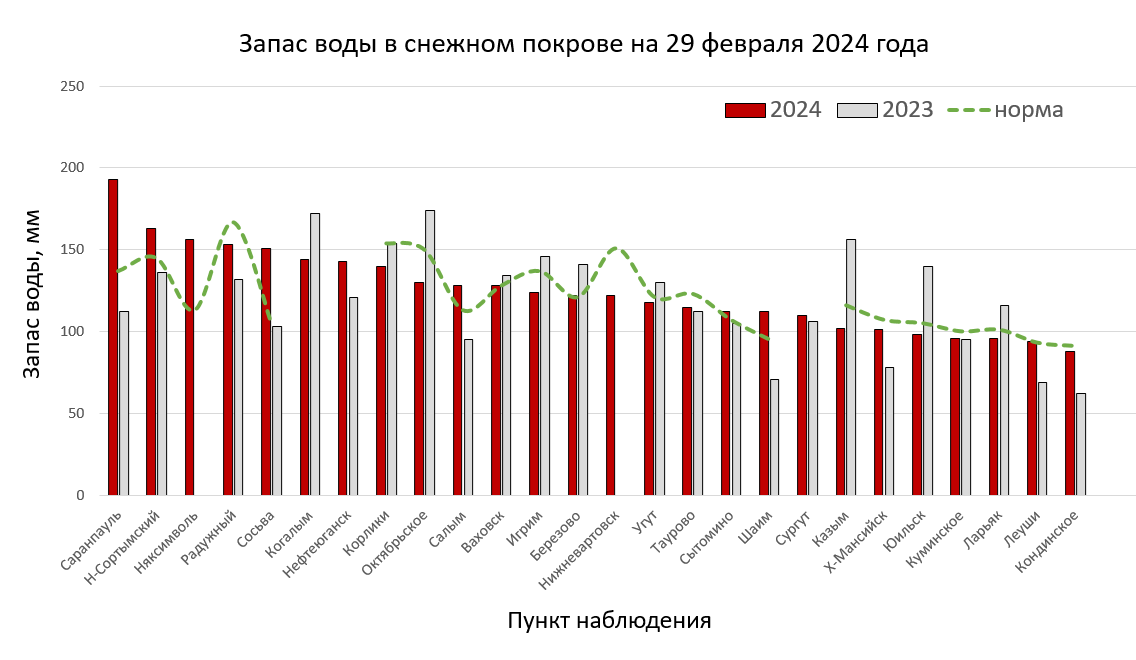 Запас воды в снежном покрове на 29 февраля 2024 года
250
2024 2023 норма
200
150
100
50
0
Запас воды, мм
Саранпауль
Н-Сортымский
Няксимволь
Радужный
Сосьва
Когалым
Нефтеюганск
Корлики
Октябрьское
Салым
Ваховск
Игрим
Березово
Нижневартовск
Угут
Таурово
Сытомино
Шаим
Сургут
Казым
Х-Мансийск
Юильск
Куминское
Ларьяк
Леуши
Кондинское
Пункт наблюдения